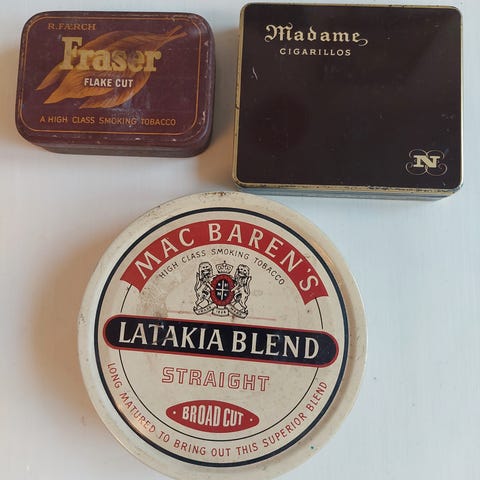 R. FÆRCH
Fraser
FLAKE CUT
A HIGH CLASS SMOKING TOBACCO
Madame
CIGARILLOS
N
MAC BAREN'S
HIGH CLASS SMOKING TOBACCO
LATAKIA BLEND
STRAIGHT
BROAD CUT
LONG MATURED TO BRING OUT THIS SUPERIOR BLEND